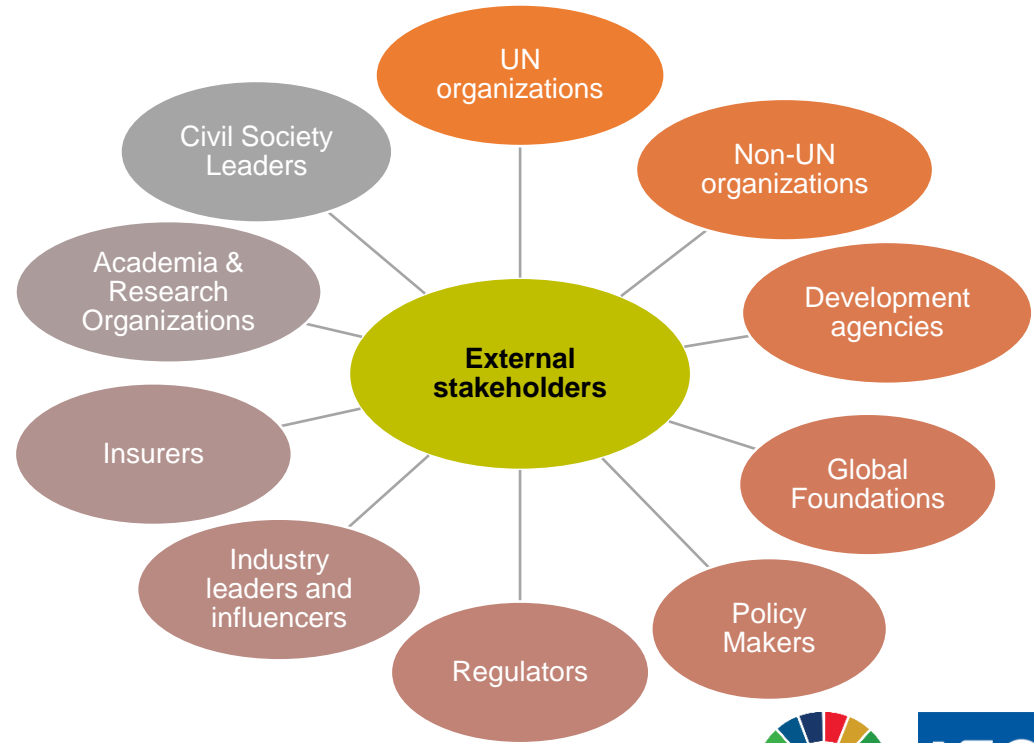 UN
organizations
Civil Society
Leaders
Non-UN
organizations
Academia &
Research
Organizations
Development
agencies
External
stakeholders
Insurers
Global
Foundations
Industry
leaders and
influencers
Policy
Makers
Regulators